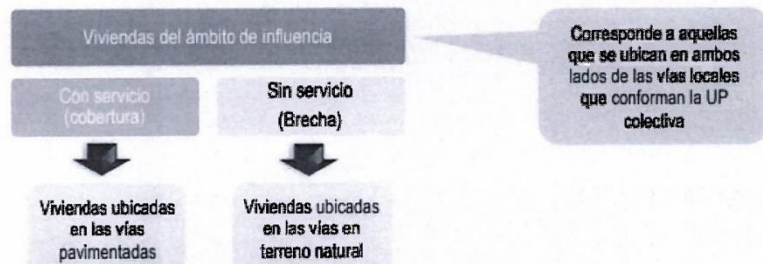 Viviendas del ámbito de influencia
Corresponde a aquellas
que se ubican en ambos
lados de las vías locales
que conforman la UP
colectiva
Con servicio
(cobertura)
Sin servicio
(Brecha)
Viviendas ubicadas
en las vías
pavimentadas
Viviendas ubicadas
en las vías en
terreno natural